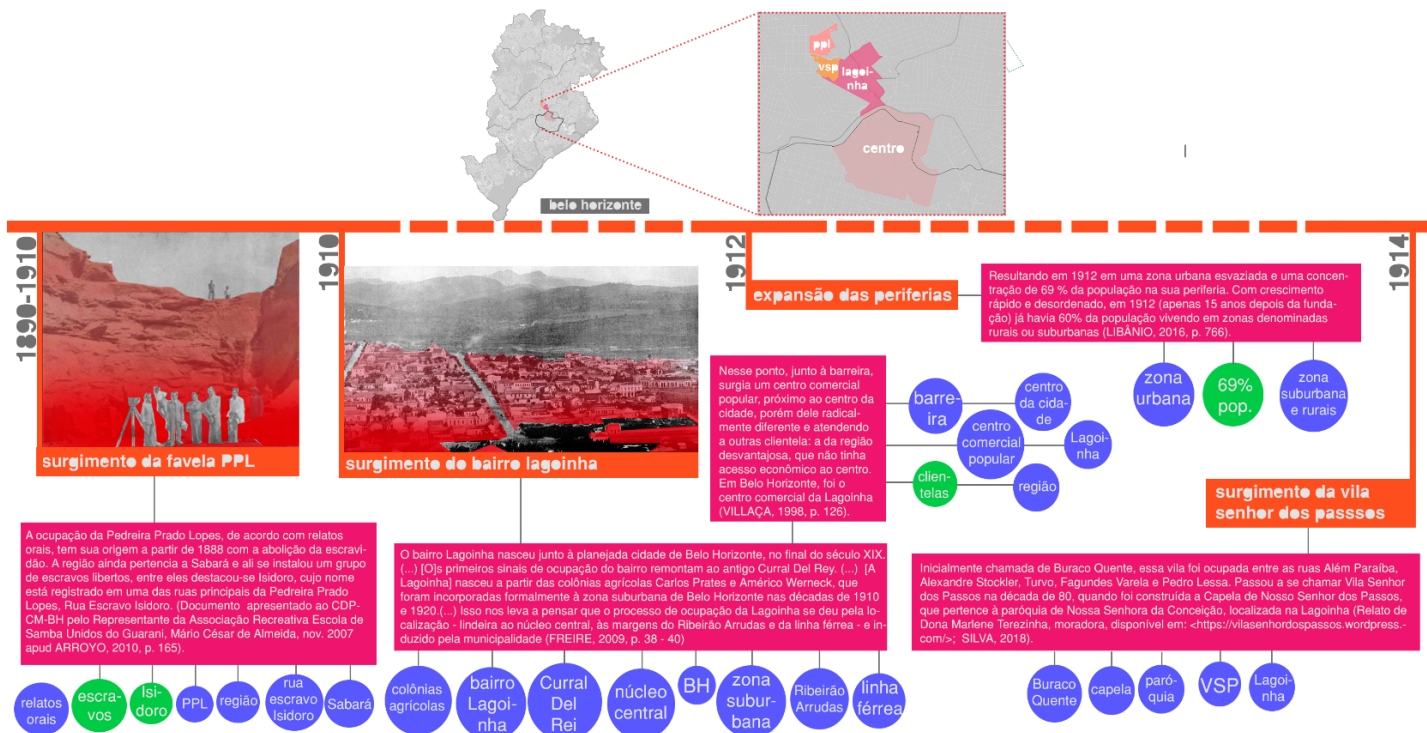 ppl
vsp
lagoi-
nha
centro
belo horizonte
1890-1910
surgimento da favela PPL
A ocupação da Pedreira Prado Lopes, de acordo com relatos
orais, tem sua origem a partir de 1888 com a abolição da escravi-
dão. A região ainda pertencia a Sabará e ali se instalou um grupo
de escravos libertos, entre eles destacou-se Isidoro, cujo nome
está registrado em uma das ruas principais da Pedreira Prado
Lopes, Rua Escravo Isidoro. (Documento apresentado ao CDP-
CM-BH pelo Representante da Associação Recreativa Escola de
Samba Unidos do Guarani, Mário César de Almeida, nov. 2007
apud ARROYO, 2010, p. 165).
relatos
orais
escra-
vos
Isi-
doro
PPL
região
rua
escravo
Isidoro
Sabará
1910
surgimento do bairro lagoinha
O bairro Lagoinha nasceu junto à planejada cidade de Belo Horizonte, no final do século XIX.
(...) [O]s primeiros sinais de ocupação do bairro remontam ao antigo Curral Del Rey. (...) [A
Lagoinha] nasceu a partir das colônias agrícolas Carlos Prates e Américo Werneck, que
foram incorporadas formalmente à zona suburbana de Belo Horizonte nas décadas de 1910
e 1920.(...) Isso nos leva a pensar que o processo de ocupação da Lagoinha se deu pela lo-
calização - lindeira ao núcleo central, às margens do Ribeirão Arrudas e da linha férrea - e in-
duzido pela municipalidade (FREIRE, 2009, p. 38 - 40)
colônias
agrícolas
bairro
Lagoi-
nha
Curral
Del
Rei
núcleo
central
BH
zona
subur-
bana
Ribeirão
Arrudas
linha
férrea
1912
expansão das periferias
Resultando em 1912 em uma zona urbana esvaziada e uma concen-
tração de 69 % da população na sua periferia. Com crescimento
rápido e desordenado, em 1912 (apenas 15 anos depois da funda-
ção) já havia 60% da população vivendo em zonas denominadas
rurais ou suburbanas (LIBÂNIO, 2016, p. 766).
zona
urbana
69%
pop.
zona
suburbana
e rurais
Nesse ponto, junto à barreira,
surgia um centro comercial
popular, próximo ao centro da
cidade, porém dele radical-
mente diferente e atendendo
a outras clientela: a da região
desvantajosa, que não tinha
acesso econômico ao centro.
Em Belo Horizonte, foi o
centro comercial da Lagoinha
(VILLAÇA, 1998, p. 126).
barre-
ira
centro
da cida-
de
centro
comercial
popular
Lagoi-
nha
clien-
telas
região
1914
surgimento da vila
senhor dos passsos
Inicialmente chamada de Buraco Quente, essa vila foi ocupada entre as ruas Além Paraíba,
Alexandre Stockler, Turvo, Fagundes Varela e Pedro Lessa. Passou a se chamar Vila Senhor
dos Passos na década de 80, quando foi construída a Capela de Nosso Senhor dos Passos,
que pertence à paróquia de Nossa Senhora da Conceição, localizada na Lagoinha (Relato de
Dona Marlene Terezinha, moradora, disponível em: <https://vilasenhordospassos.wordpress.-
com/>; SILVA, 2018).
Buraco
Quente
capela
paró-
quia
VSP
Lagoi-
nha